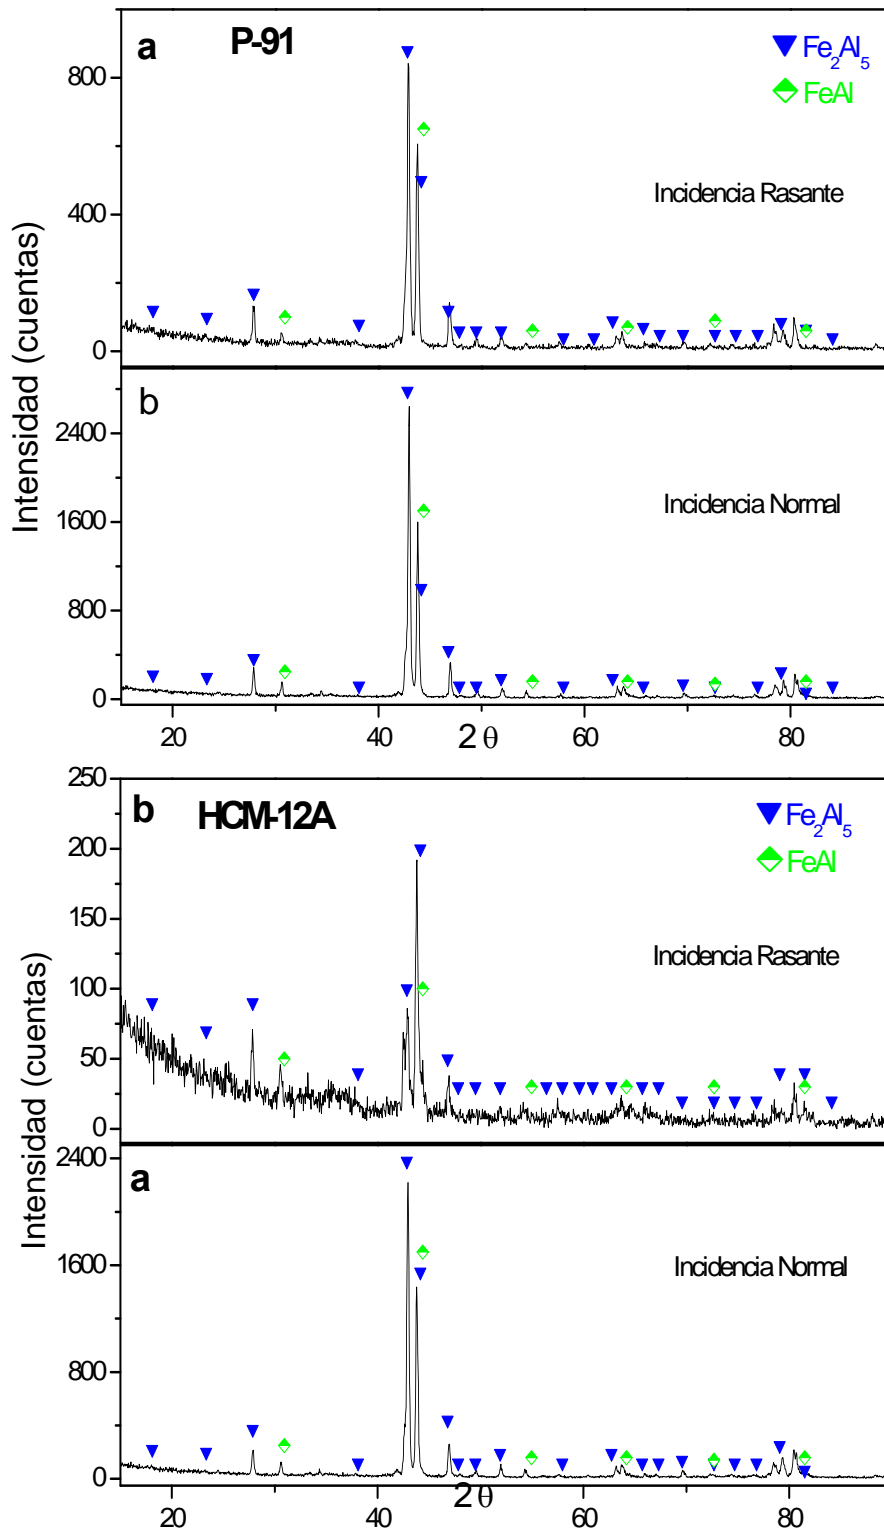 a P-91
Fe2Al5
FeAl
Incidencia Rasante
800
400
0
Intensidad (cuentas)
b
Incidencia Normal
2400
1600
800
0
20 40 60 80
2θ
b HCM-12A
Fe2Al5
FeAl
Incidencia Rasante
250
200
150
100
50
0
Intensidad (cuentas)
a
Incidencia Normal
2400
1600
800
0
20 40 60 80
2θ